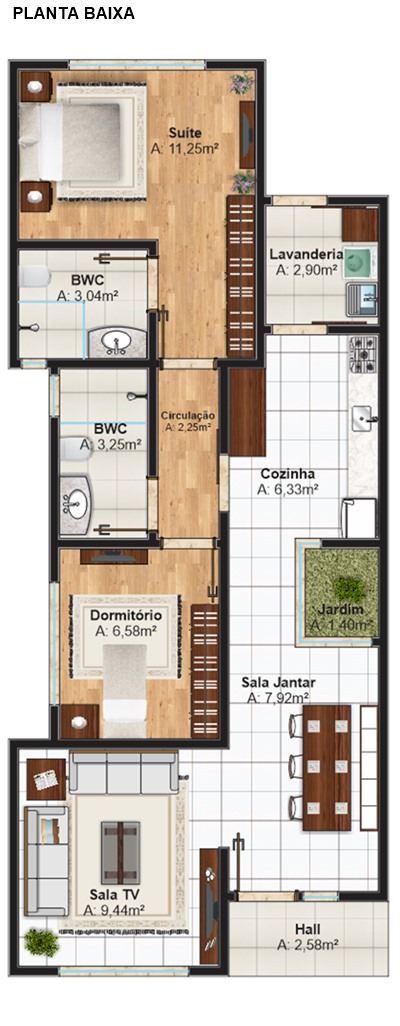 PLANTA BAIXA
Suíte
A: 11,25m²
Lavanderia
A: 2,90m²
BWC
A: 3,04m²
Circulação
A: 2,25m²
BWC
A: 3,25m²
Cozinha
A: 6,33m²
Jardim
A: 1,40m²
Dormitório
A: 6,58m²
Sala Jantar
A: 7,92m²
Sala TV
A: 9,44m²
Hall
A: 2,58m²